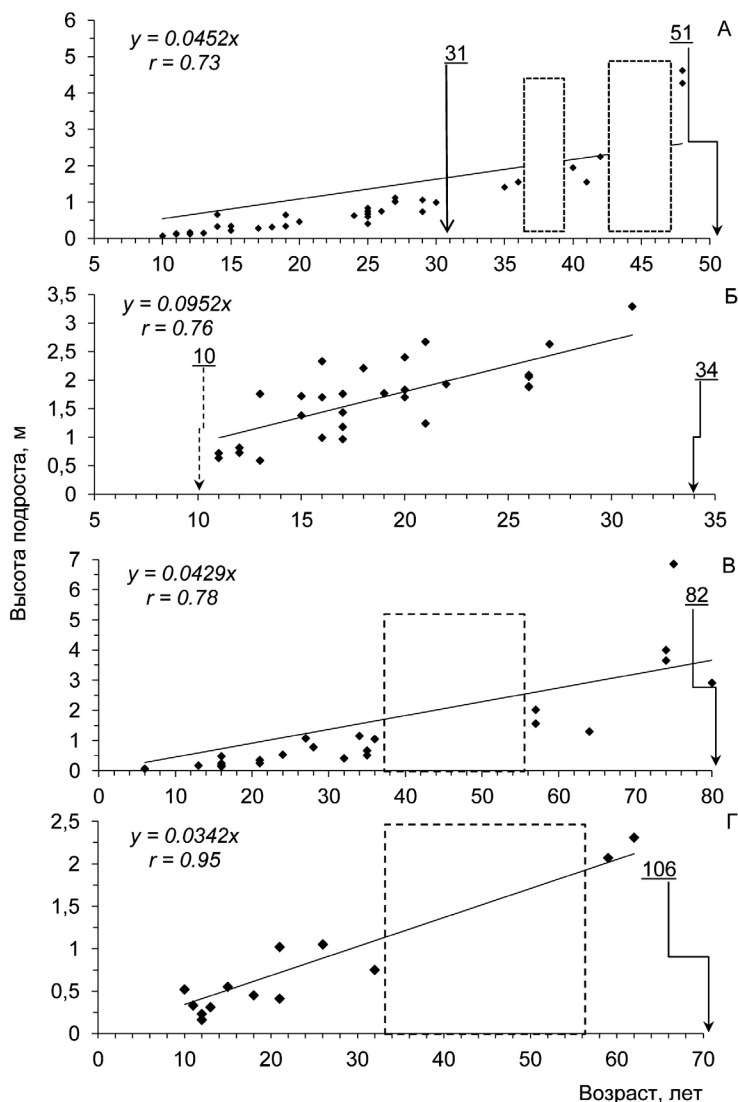 y = 0.0452x
r = 0.73
31
51
А
6
5
4
3
2
1
0
5 10 15 20 25 30 35 40 45 50
y = 0.0952x
r = 0.76
10
34
Б
3,5
3
2,5
2
1,5
1
0,5
0
5 10 15 20 25 30 35
Высота подроста, м
y = 0.0429x
r = 0.78
82
В
7
6
5
4
3
2
1
0
0 10 20 30 40 50 60 70 80
y = 0.0342x
r = 0.95
106
Г
2,5
2
1,5
1
0,5
0
0 10 20 30 40 50 60 70
Возраст, лет